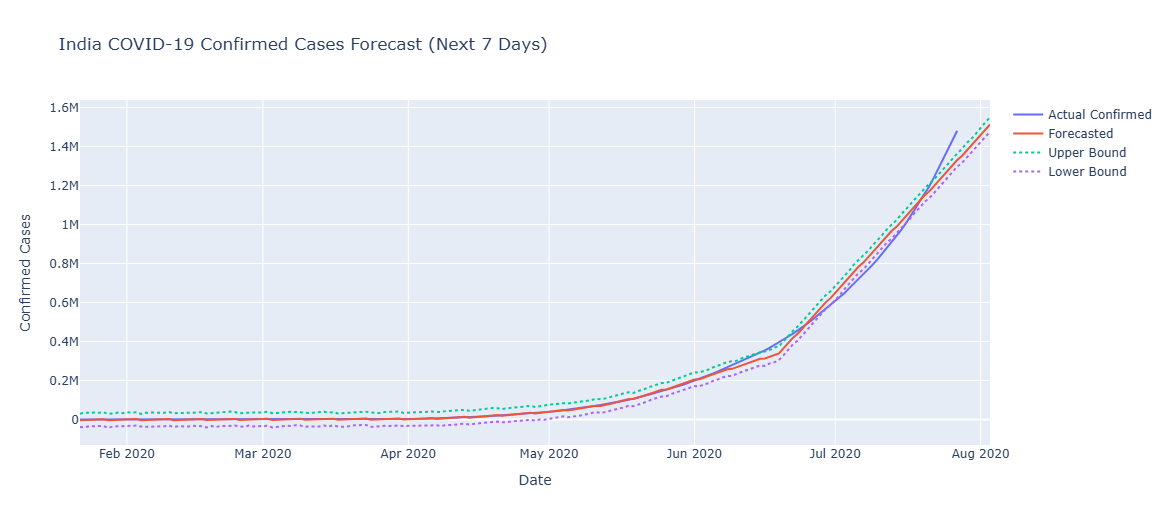 India COVID-19 Confirmed Cases Forecast (Next 7 Days)
Actual Confirmed
Forecasted
Upper Bound
Lower Bound
1.6M
1.4M
1.2M
1M
0.8M
0.6M
0.4M
0.2M
0
Confirmed Cases
Feb 2020 Mar 2020 Apr 2020 May 2020 Jun 2020 Jul 2020 Aug 2020
Date